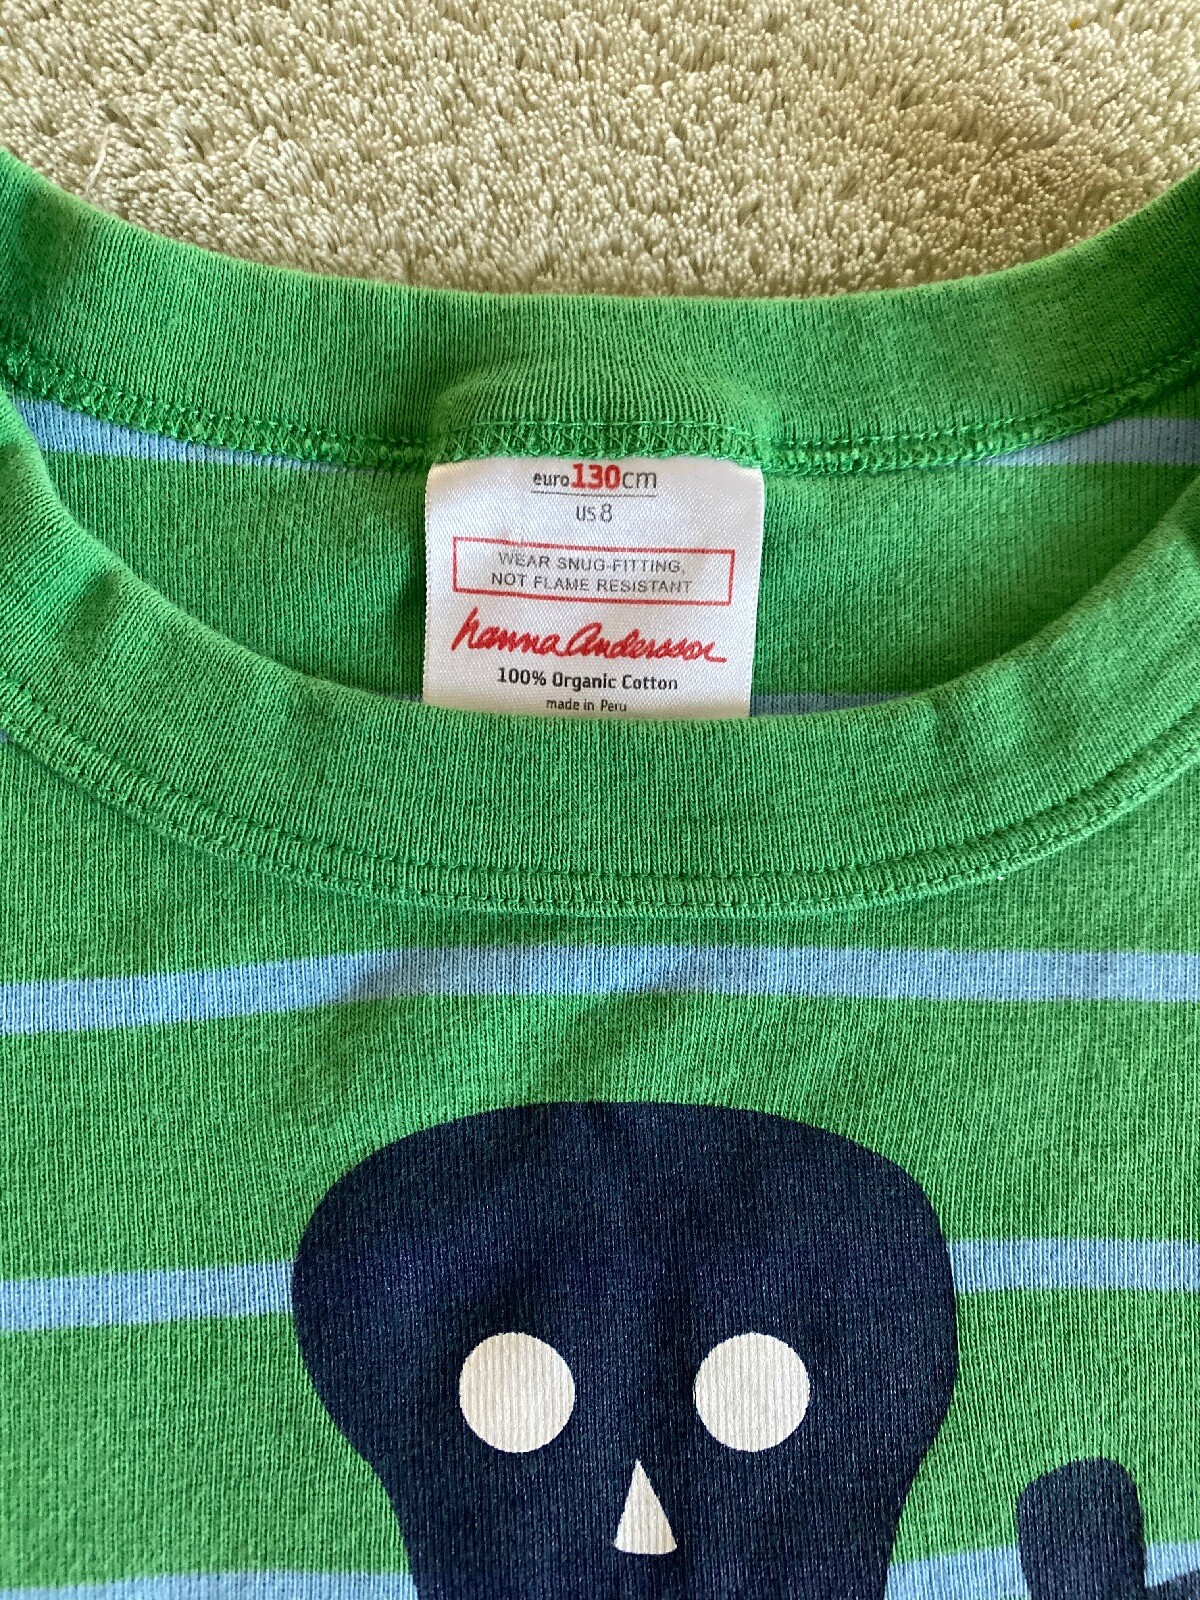 euro130cm
US 8
WEAR SNUG-FITTING,
NOT FLAME RESISTANT
hanna Andersson
100% Organic Cotton
made in Peru